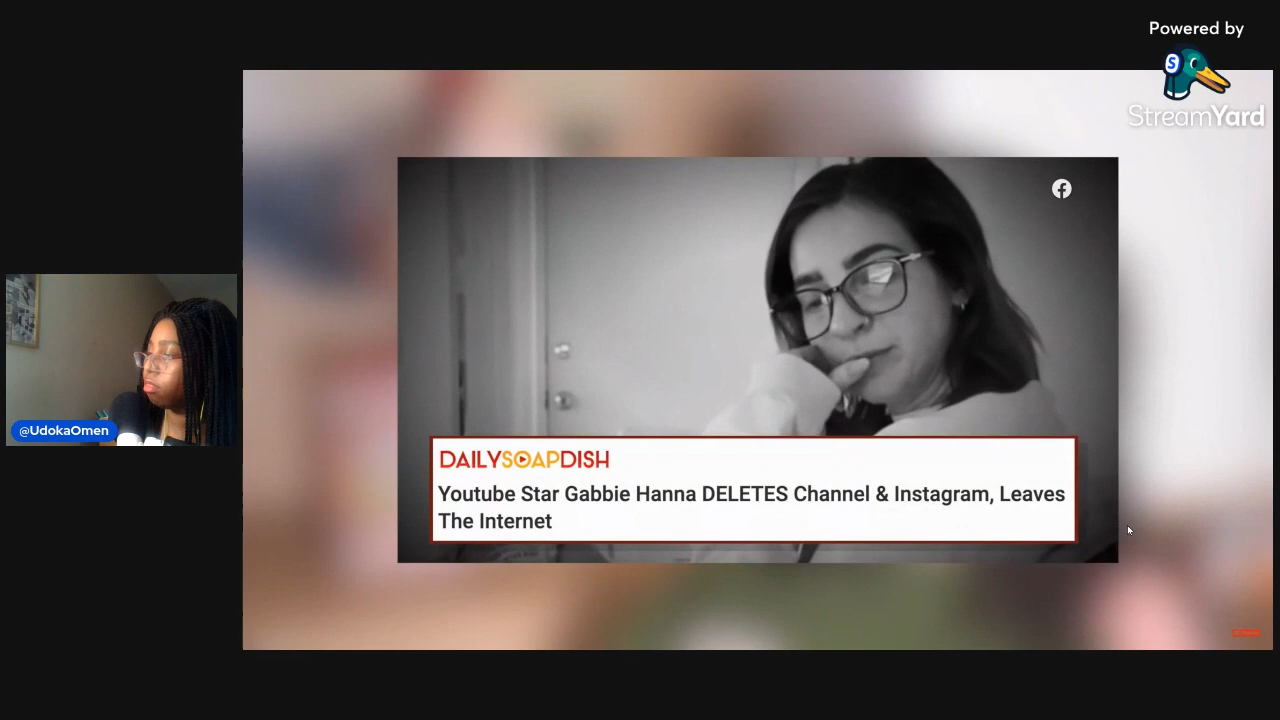 Powered by
S
StreamYard
@UdokaOmen
DAILYSOAPDISH
Youtube Star Gabbie Hanna DELETES Channel & Instagram, Leaves
The Internet